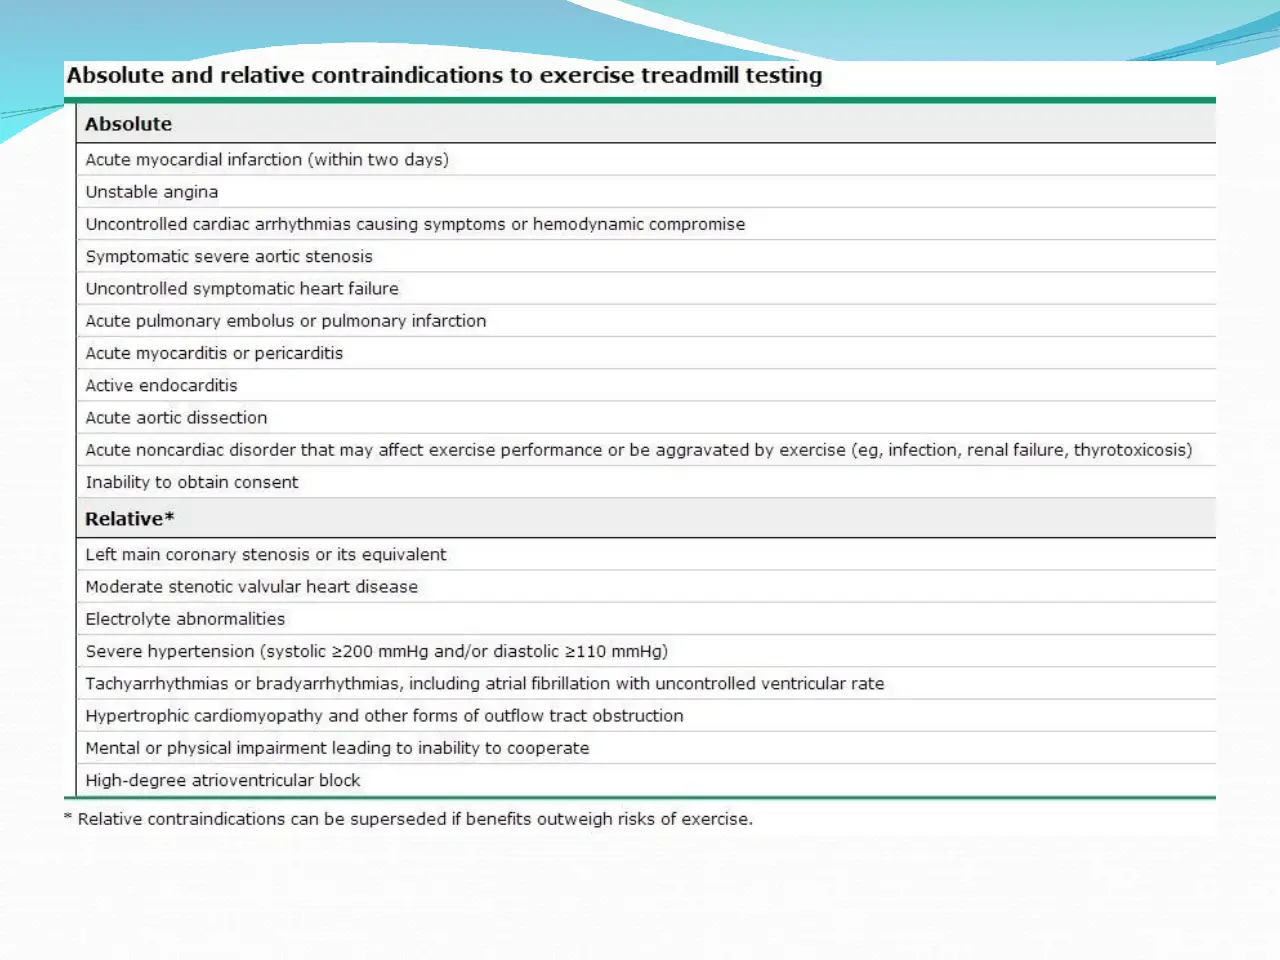 Absolute and relative contraindications to exercise treadmill testing
Absolute
Acute myocardial infarction (within two days)
Unstable angina
Uncontrolled cardiac arrhythmias causing symptoms or hemodynamic compromise
Symptomatic severe aortic stenosis
Uncontrolled symptomatic heart failure
Acute pulmonary embolus or pulmonary infarction
Acute myocarditis or pericarditis
Active endocarditis
Acute aortic dissection
Acute noncardiac disorder that may affect exercise performance or be aggravated by exercise (eg, infection, renal failure, thyrotoxicosis)
Inability to obtain consent
Relative*
Left main coronary stenosis or its equivalent
Moderate stenotic valvular heart disease
Electrolyte abnormalities
Severe hypertension (systolic ≥200 mmHg and/or diastolic ≥110 mmHg)
Tachyarrhythmias or bradyarrhythmias, including atrial fibrillation with uncontrolled ventricular rate
Hypertrophic cardiomyopathy and other forms of outflow tract obstruction
Mental or physical impairment leading to inability to cooperate
High-degree atrioventricular block
* Relative contraindications can be superseded if benefits outweigh risks of exercise.